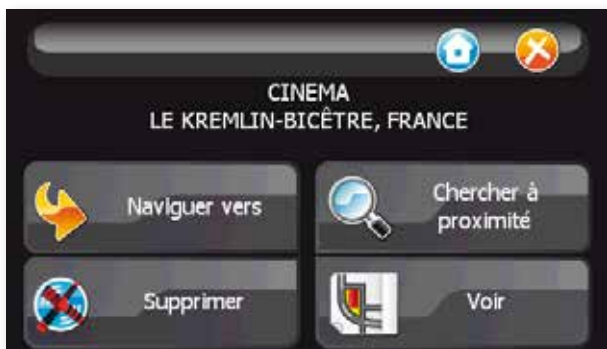 CINEMA
LE KREMLIN-BICÊTRE, FRANCE
Naviguer vers
Chercher à
proximité
Supprimer
Voir